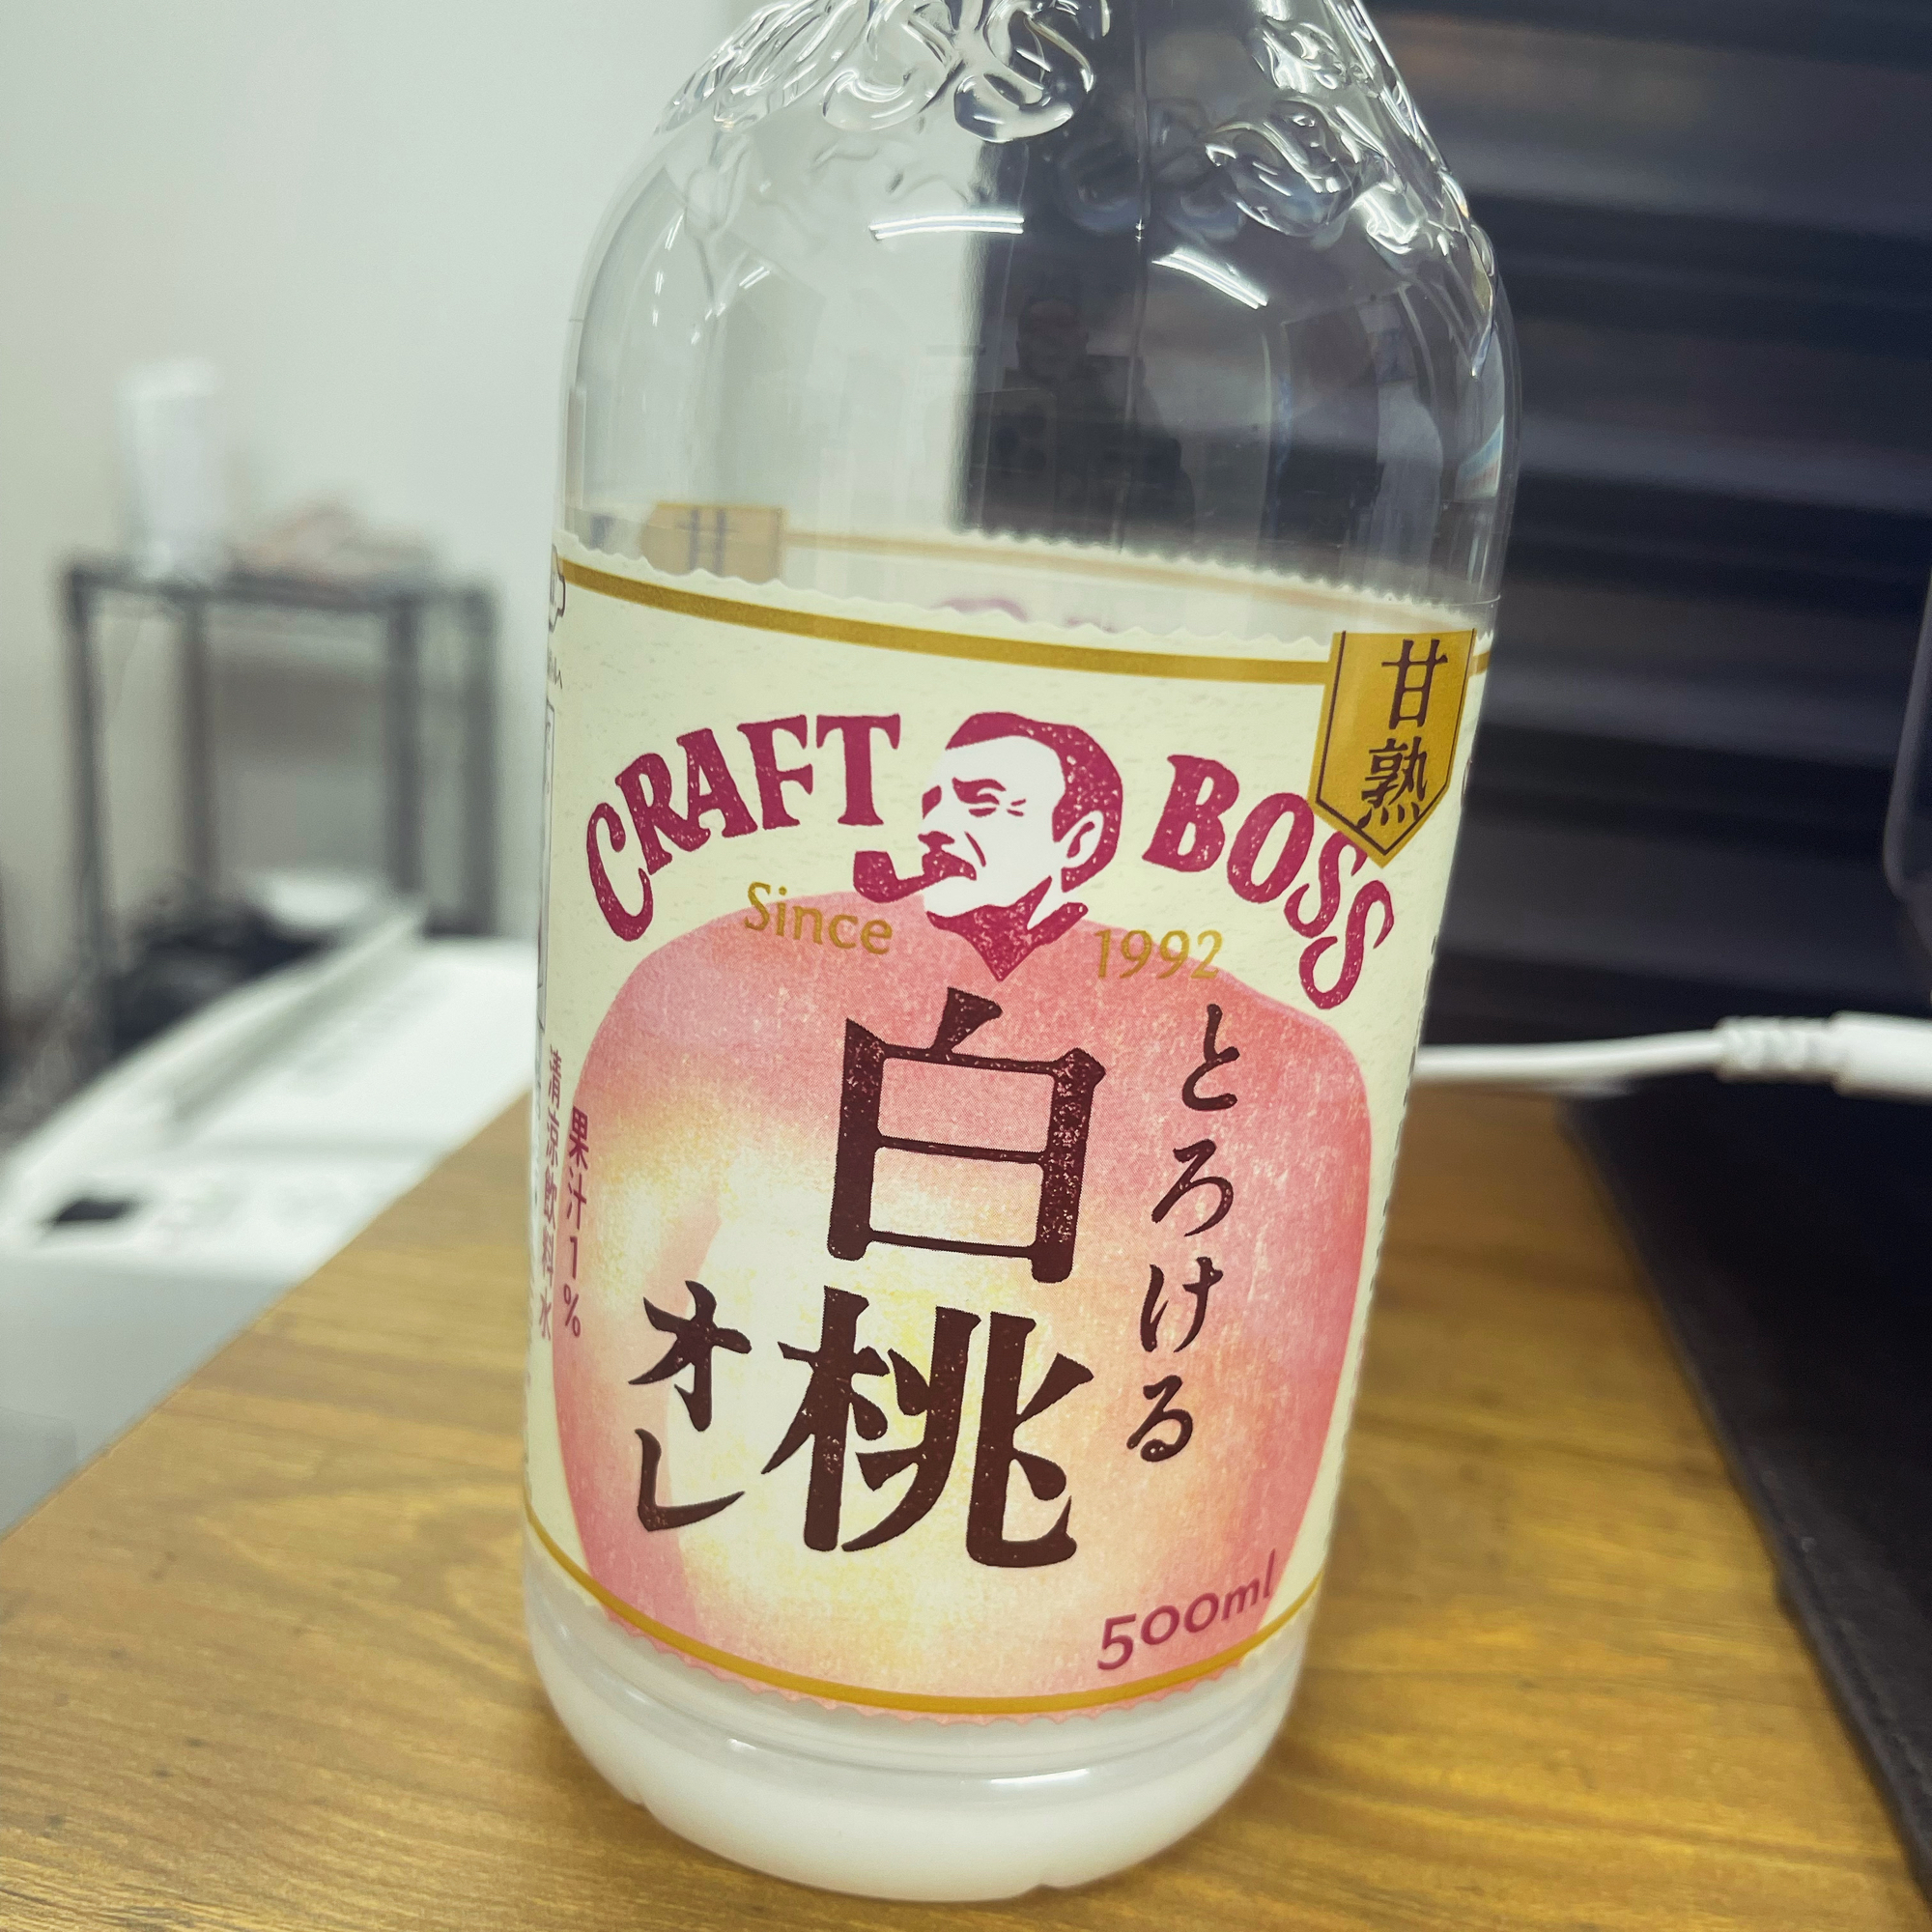 甘熟
CRAFT BOSS
Since 1992
とろける
白桃
オレ
果汁1%
清涼飲料水
500ml